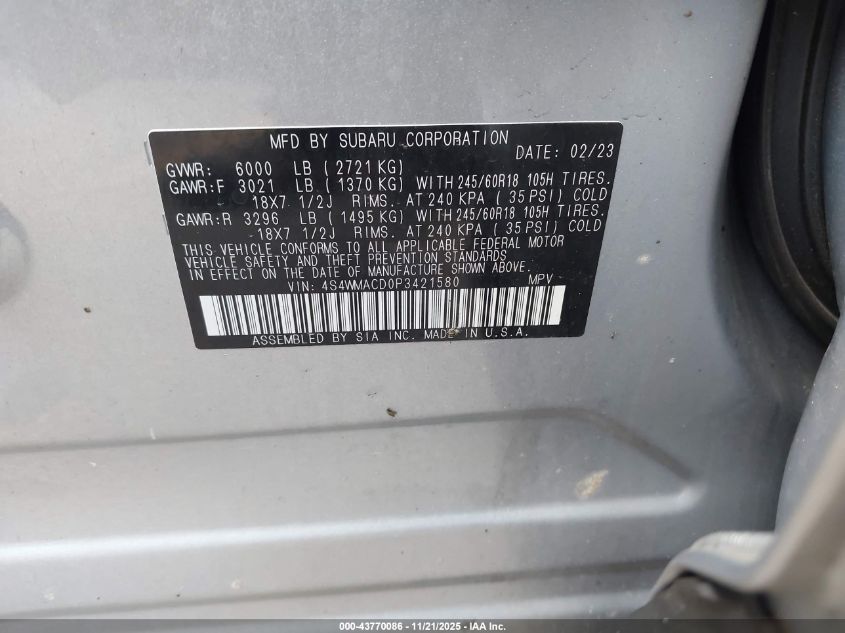 MFD BY SUBARU CORPORATION
DATE: 02/23
GVWR: 6000 LB ( 2721 KG)
GAWR:F 3021 LB ( 1370 KG) WITH 245/60R18 105H TIRES.
18X7 1/2J RIMS. AT 240 KPA ( 35 PSI) COLD
GAWR:R 3296 LB ( 1495 KG) WITH 245/60R18 105H TIRES.
18X7 1/2J RIMS. AT 240 KPA ( 35 PSI) COLD
THIS VEHICLE CONFORMS TO ALL APPLICABLE FEDERAL MOTOR
VEHICLE SAFETY AND THEFT PREVENTION STANDARDS
IN EFFECT ON THE DATE OF MANUFACTURE SHOWN ABOVE.
VIN: 4S4WMACD0P3421580 MPV
ASSEMBLED BY SIA INC. MADE IN U.S.A.
000-43770086 - 11/21/2025 - IAA Inc.